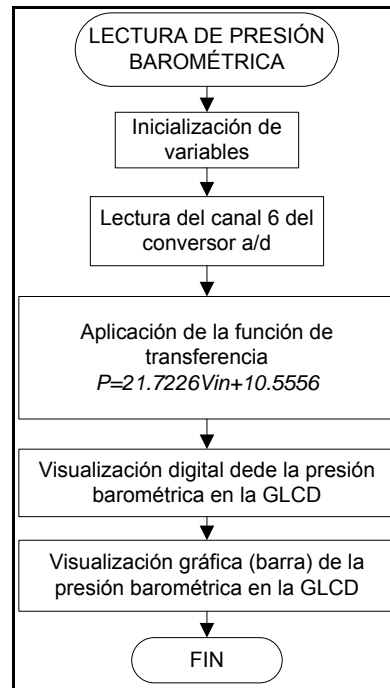 LECTURA DE PRESIÓN
BAROMÉTRICA
Inicialización de
variables
Lectura del canal 6 del
conversor a/d
Aplicación de la función de
transferencia
P=21.7226Vin+10.5556
Visualización digital dede la presión
barométrica en la GLCD
Visualización gráfica (barra) de la
presión barométrica en la GLCD
FIN